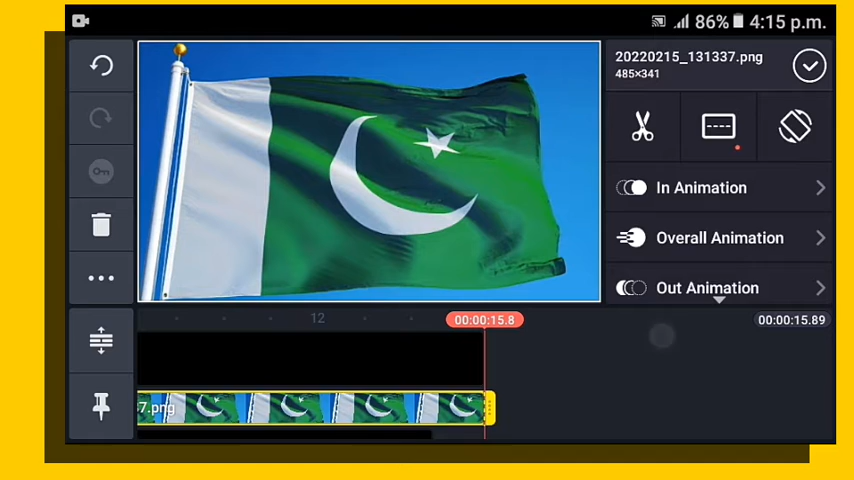 86% 4:15 p.m.
20220215_131337.png
485×341
In Animation
Overall Animation
Out Animation
12
00:00:15.8
00:00:15.89
7.png